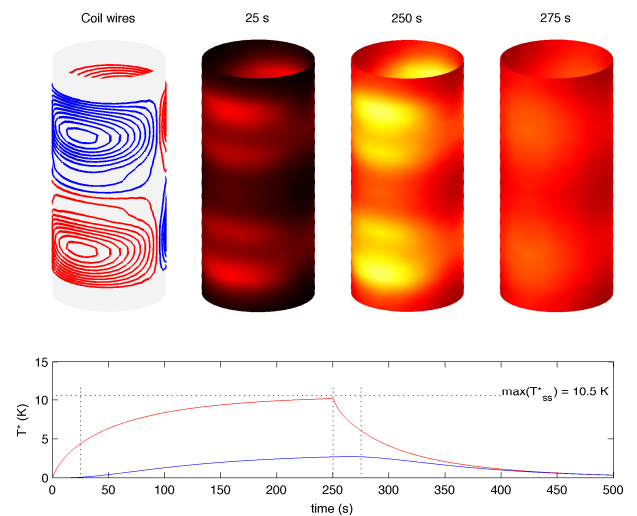 Coil wires 25 s 250 s 275 s
15
10
5
0
T* (K)
max(T*ss) = 10.5 K
0 50 100 150 200 250 300 350 400 450 500
time (s)